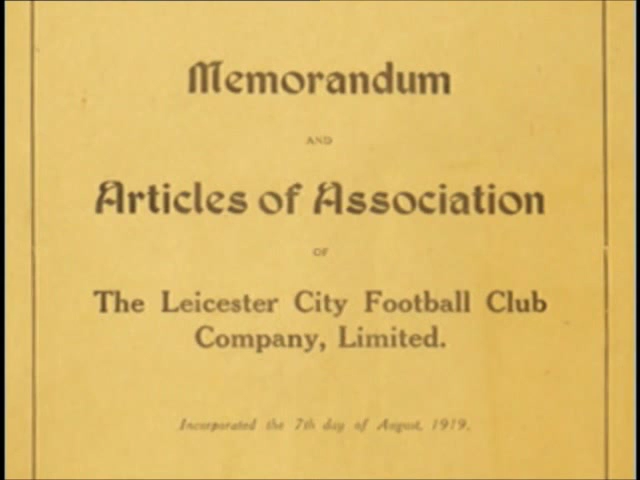 Memorandum
AND
Articles of Association
OF
The Leicester City Football Club
Company, Limited.
Incorporated the 7th day of August, 1919.